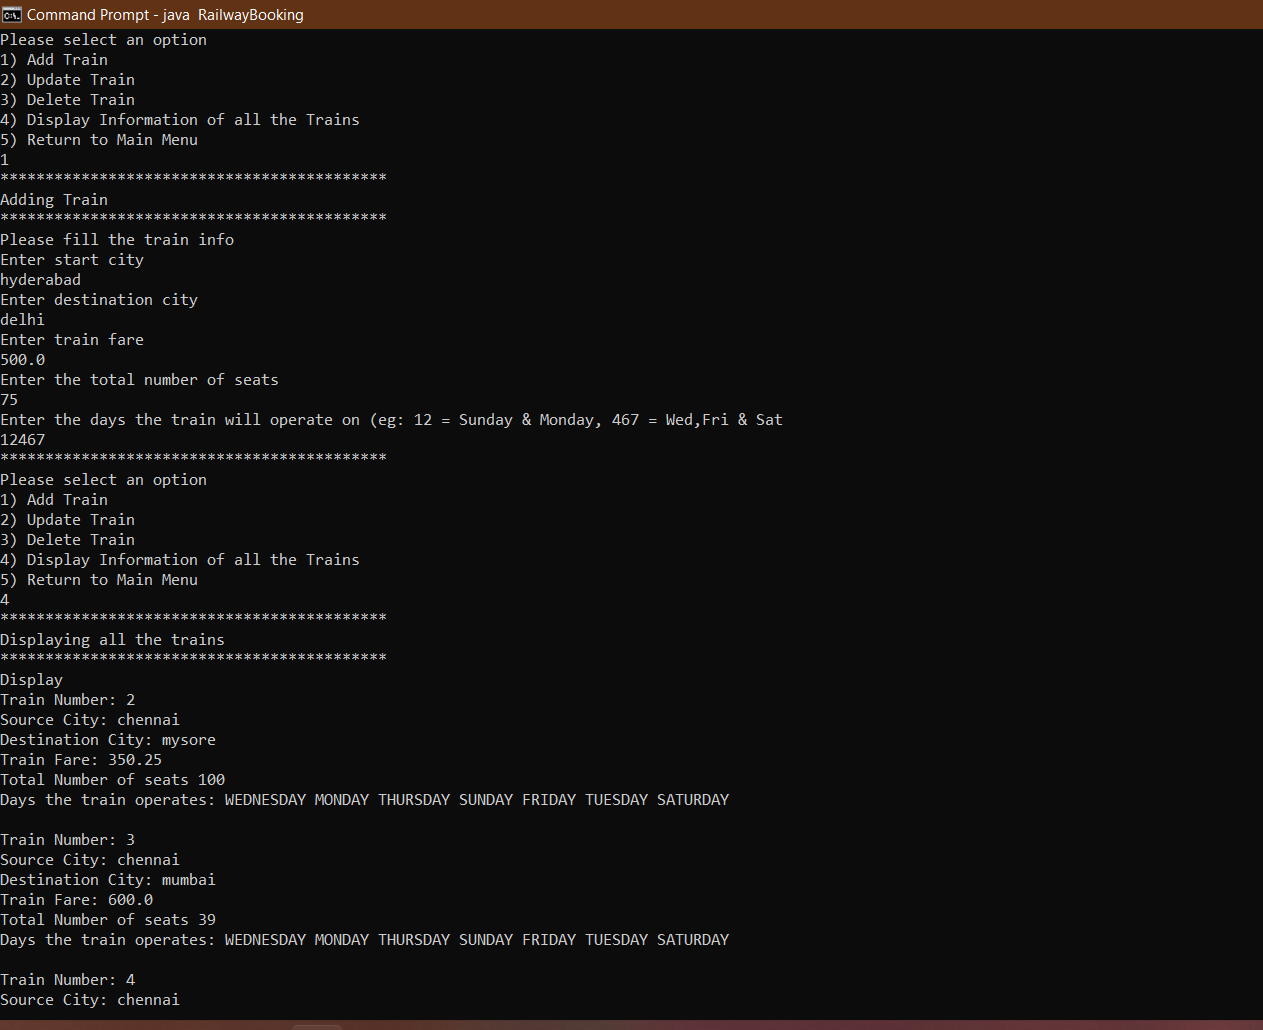 Command Prompt - java  RailwayBooking
Please select an option
1) Add Train
2) Update Train
3) Delete Train
4) Display Information of all the Trains
5) Return to Main Menu
1
*******************************************
Adding Train
*******************************************
Please fill the train info
Enter start city
hyderabad
Enter destination city
delhi
Enter train fare
500.0
Enter the total number of seats
75
Enter the days the train will operate on (eg: 12 = Sunday & Monday, 467 = Wed,Fri & Sat
12467
*******************************************
Please select an option
1) Add Train
2) Update Train
3) Delete Train
4) Display Information of all the Trains
5) Return to Main Menu
4
*******************************************
Displaying all the trains
*******************************************
Display
Train Number: 2
Source City: chennai
Destination City: mysore
Train Fare: 350.25
Total Number of seats 100
Days the train operates: WEDNESDAY MONDAY THURSDAY SUNDAY FRIDAY TUESDAY SATURDAY

Train Number: 3
Source City: chennai
Destination City: mumbai
Train Fare: 600.0
Total Number of seats 39
Days the train operates: WEDNESDAY MONDAY THURSDAY SUNDAY FRIDAY TUESDAY SATURDAY

Train Number: 4
Source City: chennai